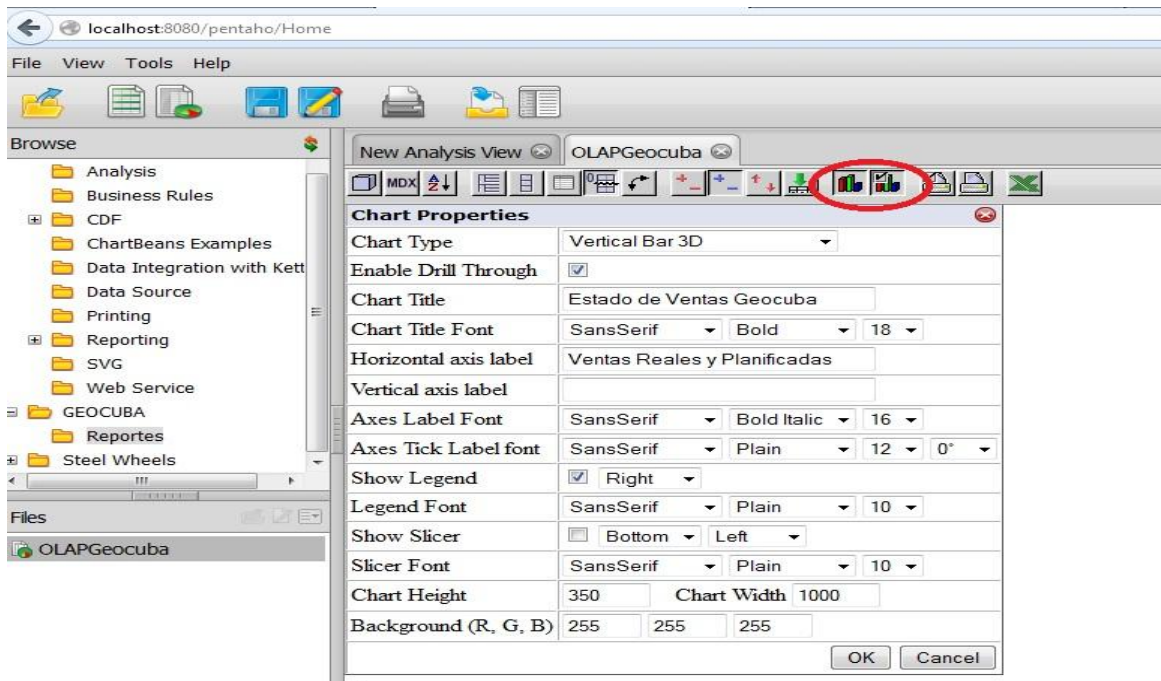 localhost:8080/pentaho/Home
File View Tools Help
Browse
Analysis
Business Rules
CDF
ChartBeans Examples
Data Integration with Kett
Data Source
Printing
Reporting
SVG
Web Service
GEOCUBA
Reportes
Steel Wheels
Files
OLAPGeocuba
New Analysis View OLAPGeocuba
MDX
Chart Properties
Chart Type Vertical Bar 3D
Enable Drill Through
Chart Title Estado de Ventas Geocuba
Chart Title Font SansSerif Bold 18
Horizontal axis label Ventas Reales y Planificadas
Vertical axis label
Axes Label Font SansSerif Bold Italic 16
Axes Tick Label font SansSerif Plain 12 0°
Show Legend Right
Legend Font SansSerif Plain 10
Show Slicer Bottom Left
Slicer Font SansSerif Plain 10
Chart Height 350 Chart Width 1000
Background (R, G, B) 255 255 255
OK Cancel